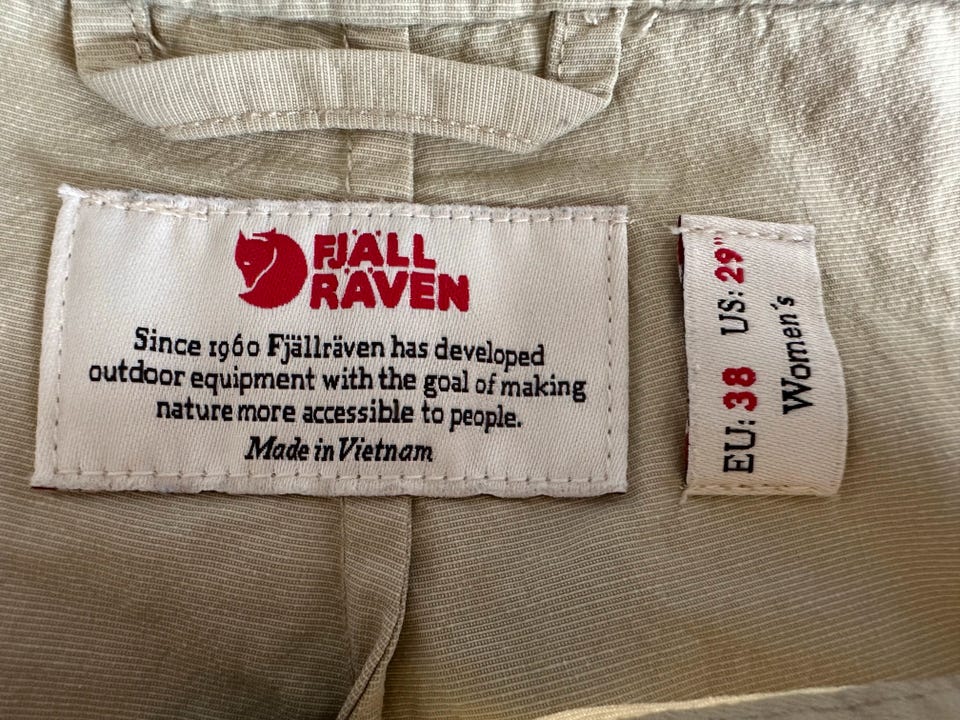 FJÄLL
RÄVEN
Since 1960 Fjällräven has developed
outdoor equipment with the goal of making
nature more accessible to people.
Made in Vietnam
EU: 38 US: 29"
Women's